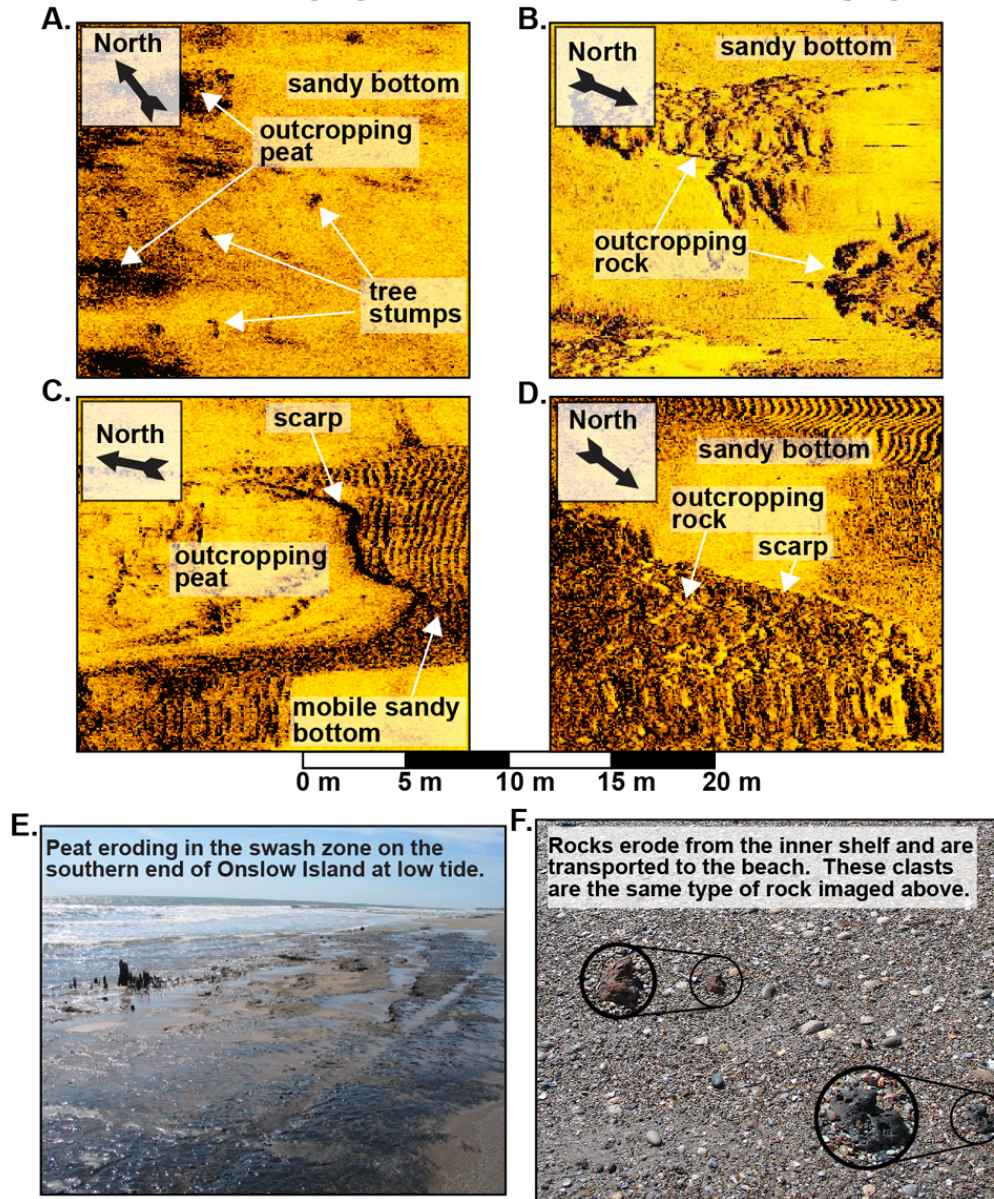 A.
North
sandy bottom
outcropping
peat
tree
stumps
B.
North
sandy bottom
outcropping
rock
C.
North
scarp
outcropping
peat
mobile sandy
bottom
D.
North
sandy bottom
outcropping
rock
scarp
0 m 5 m 10 m 15 m 20 m
E.
Peat eroding in the swash zone on the
southern end of Onslow Island at low tide.
F.
Rocks erode from the inner shelf and are
transported to the beach. These clasts
are the same type of rock imaged above.